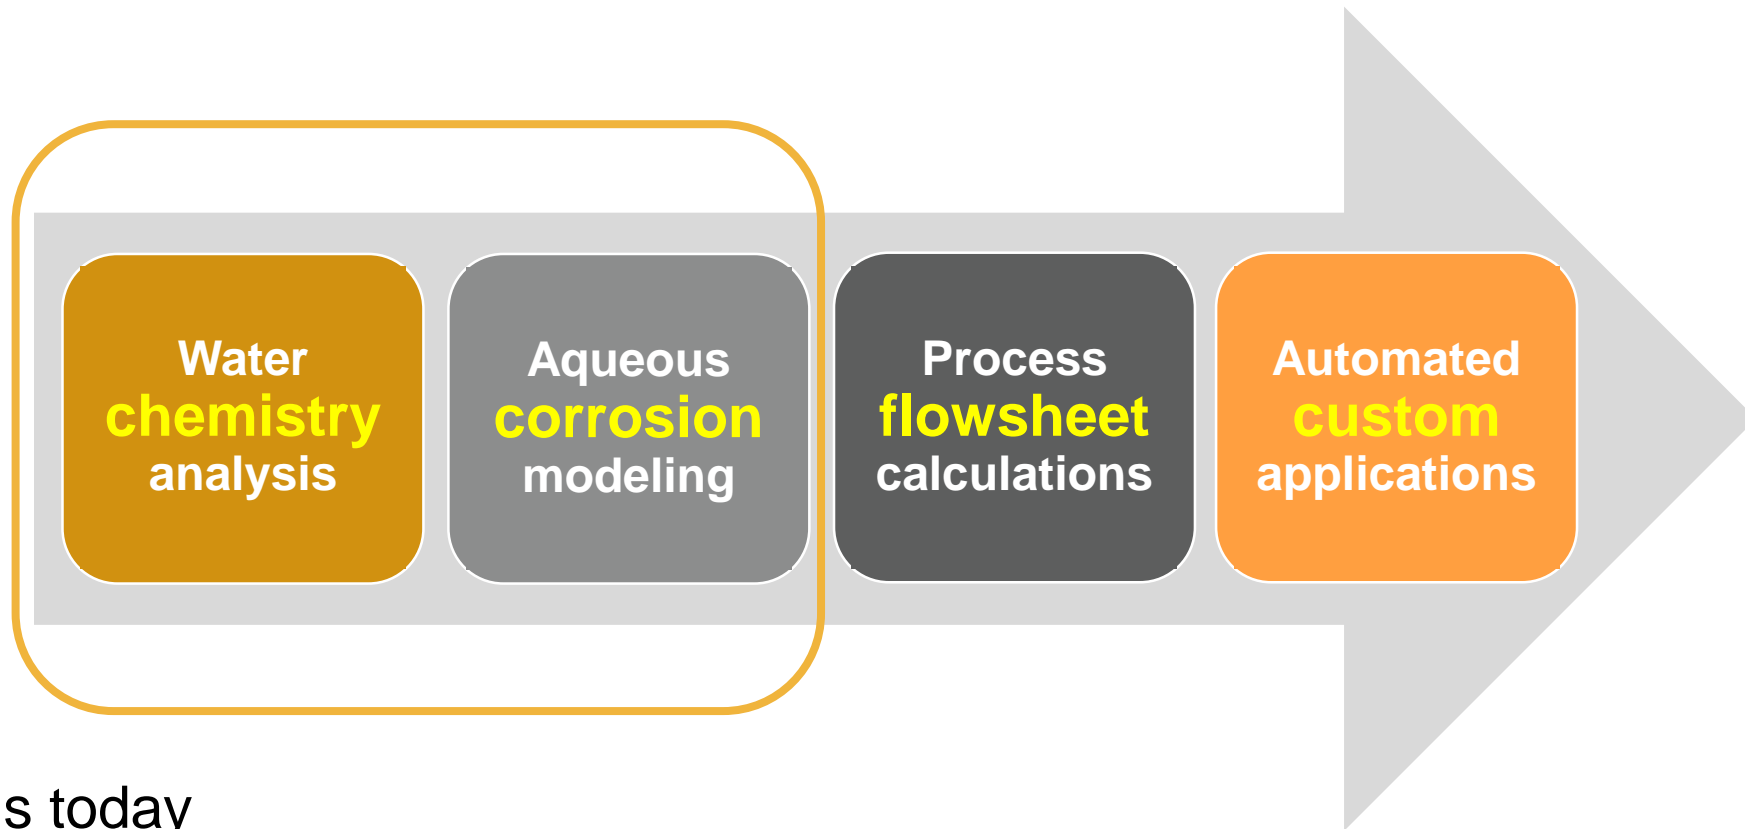 Water
chemistry
analysis
Aqueous
corrosion
modeling
Process
flowsheet
calculations
Automated
custom
applications
s today